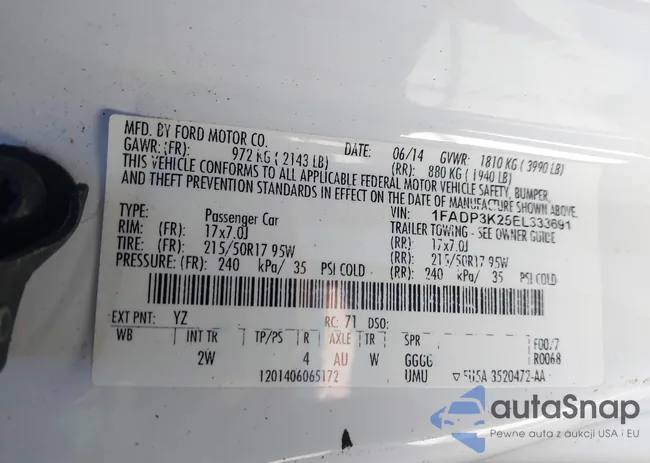 MFD. BY FORD MOTOR CO.
DATE: 06/14 GVWR: 1810 KG ( 3990 LB)
GAWR: (FR): 972 KG ( 2143 LB) (RR): 880 KG ( 1940 LB)
THIS VEHICLE CONFORMS TO ALL APPLICABLE FEDERAL MOTOR VEHICLE SAFETY, BUMPER,
AND THEFT PREVENTION STANDARDS IN EFFECT ON THE DATE OF MANUFACTURE SHOWN ABOVE.
VIN: 1FADP3K25EL333691
TYPE: Passenger Car TRAILER TOWING - SEE OWNER GUIDE
RIM: (FR): 17x7.0J (RR): 17x7.0J
TIRE: (FR): 215/50R17 95W (RR): 215/50R17 95W
PRESSURE: (FR): 240 kPa/ 35 PSI COLD (RR): 240 kPa/ 35 PSI COLD
EXT PNT: YZ RC: 71 DSO:
WB INT TR TP/PS R AXLE TR SPR
2W 4 AU W GGGG
R0068
1201406065172 UMU 3520472-AA
autoSnap
Pewne auto z aukcji USA i EU